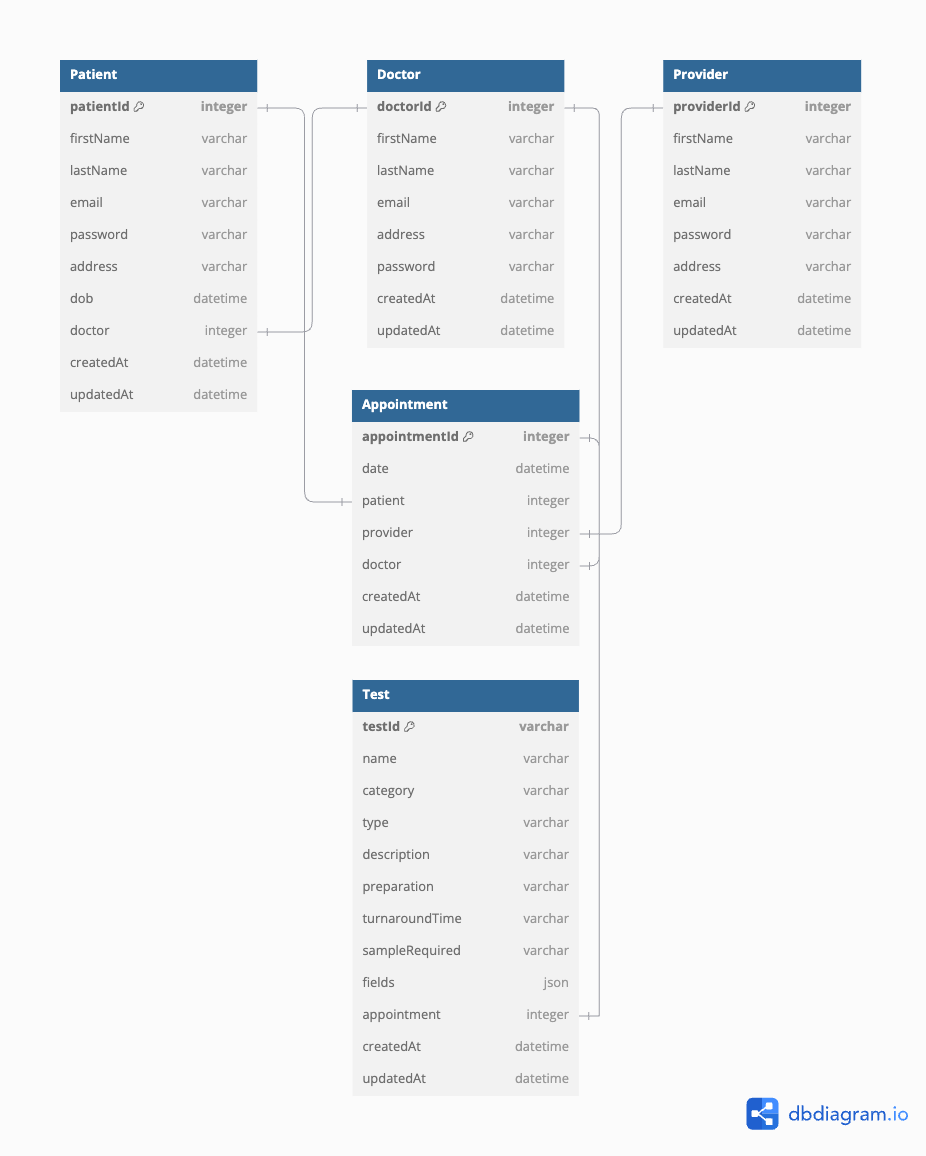 Patient
patientId integer
firstName varchar
lastName varchar
email varchar
password varchar
address varchar
dob datetime
doctor integer
createdAt datetime
updatedAt datetime
Doctor
doctorId integer
firstName varchar
lastName varchar
email varchar
address varchar
password varchar
createdAt datetime
updatedAt datetime
Provider
providerId integer
firstName varchar
lastName varchar
email varchar
password varchar
address varchar
createdAt datetime
updatedAt datetime
Appointment
appointmentId integer
date datetime
patient integer
provider integer
doctor integer
createdAt datetime
updatedAt datetime
Test
testId varchar
name varchar
category varchar
type varchar
description varchar
preparation varchar
turnaroundTime varchar
sampleRequired varchar
fields json
appointment integer
createdAt datetime
updatedAt datetime
dbdiagram.io